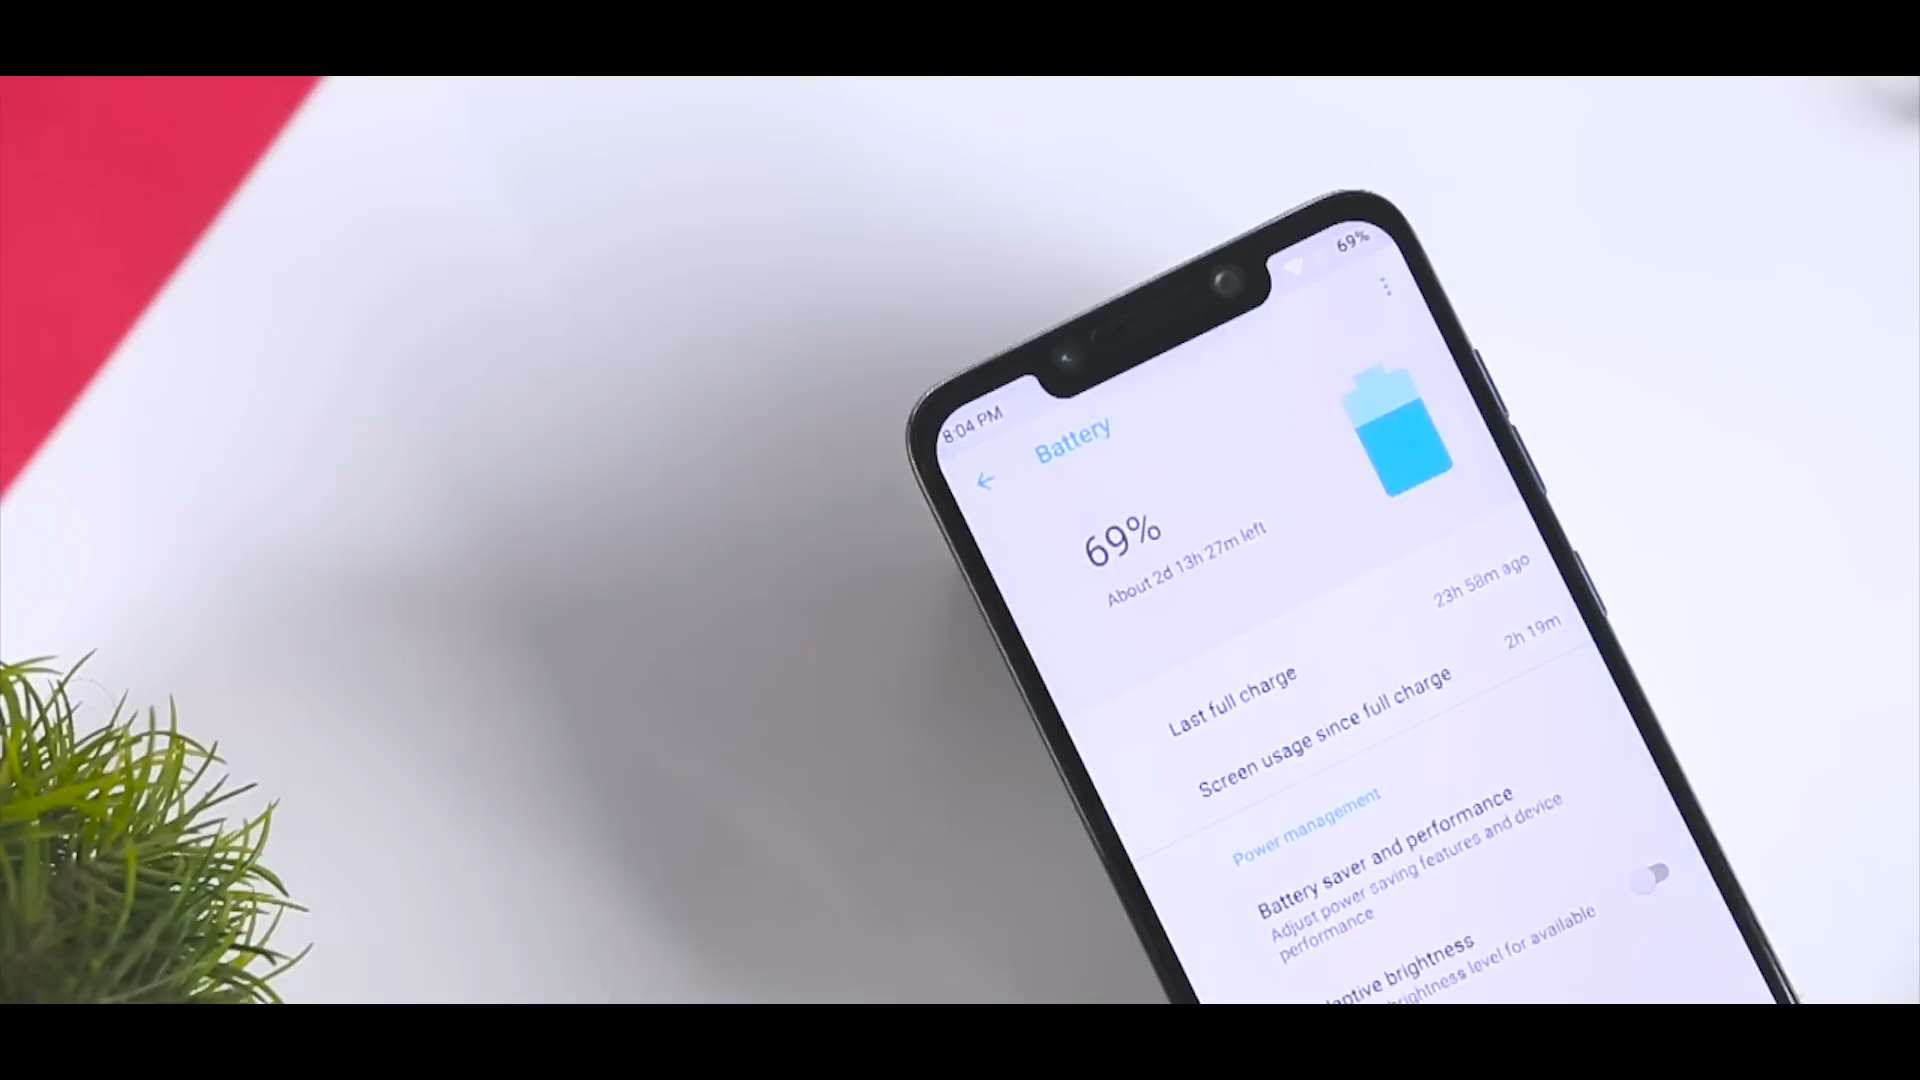 8:04 PM
69%
Battery
69%
About 2d 13h 27m left
Last full charge
23h 58m ago
Screen usage since full charge
2h 19m
Power management
Battery saver and performance
Adjust power saving features and device
performance
brightness
level for available